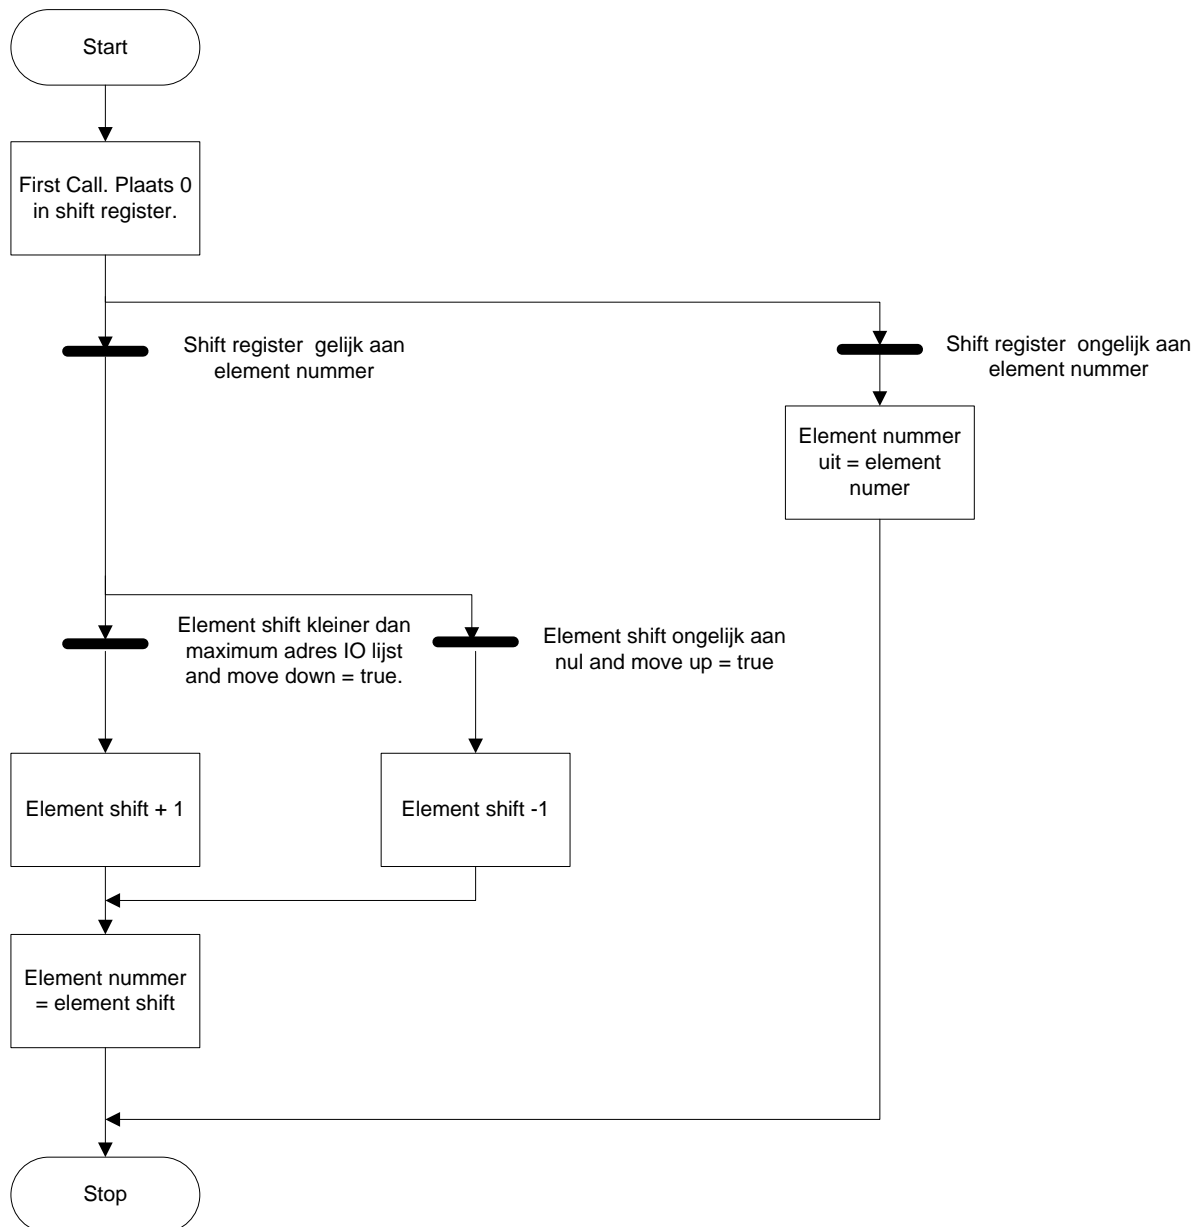 Start
First Call. Plaats 0
in shift register.
Shift register  gelijk aan
element nummer
Shift register  ongelijk aan
element nummer
Element nummer
uit = element
numer
Element shift kleiner dan
maximum adres IO lijst
and move down = true.
Element shift ongelijk aan
nul and move up = true
Element shift + 1
Element shift -1
Element nummer
= element shift
Stop